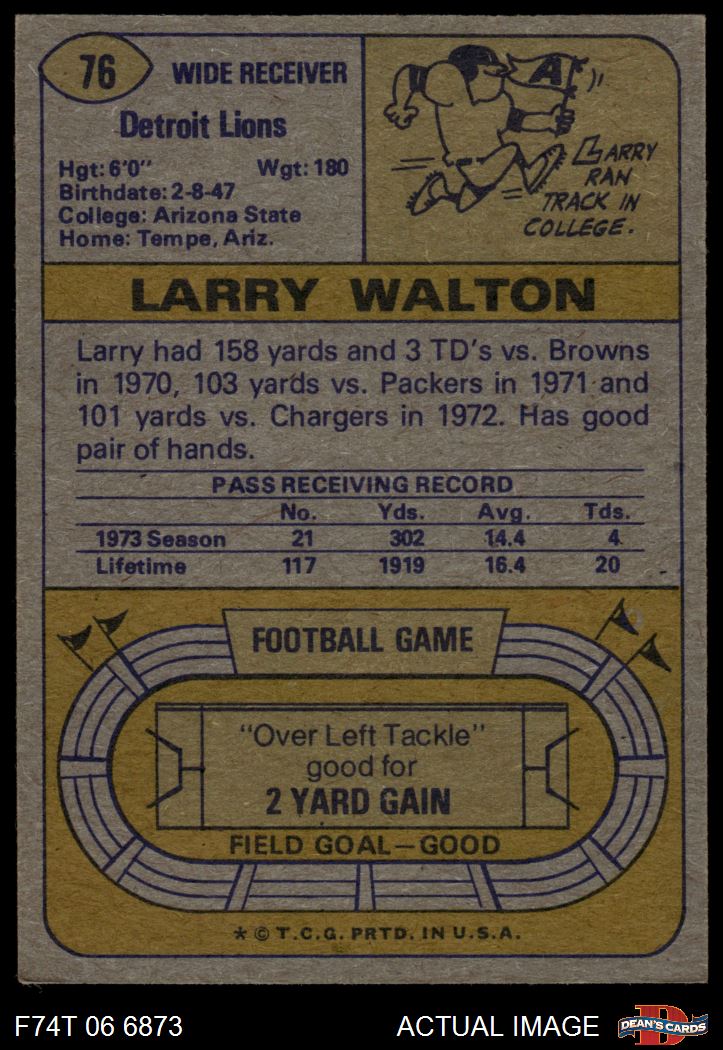 76
WIDE RECEIVER
Detroit Lions
Hgt: 6'0" Wgt: 180
Birthdate: 2-8-47
College: Arizona State
Home: Tempe, Ariz.
A
LARRY
RAN
TRACK IN
COLLEGE.
LARRY WALTON
Larry had 158 yards and 3 TD's vs. Browns
in 1970, 103 yards vs. Packers in 1971 and
101 yards vs. Chargers in 1972. Has good
pair of hands.
PASS RECEIVING RECORD
No. Yds. Avg. Tds.
1973 Season 21 302 14.4 4
Lifetime 117 1919 16.4 20
FOOTBALL GAME
"Over Left Tackle"
good for
2 YARD GAIN
FIELD GOAL—GOOD
* © T.C.G. PRTD. IN U.S.A.
F74T 06 6873 ACTUAL IMAGE
D
DEAN'S CARDS